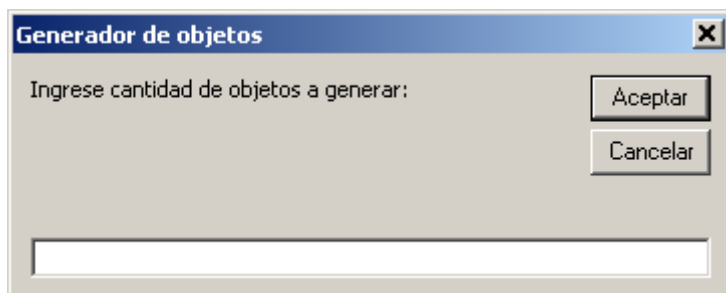 Generador de objetos
Ingrese cantidad de objetos a generar:
Aceptar
Cancelar